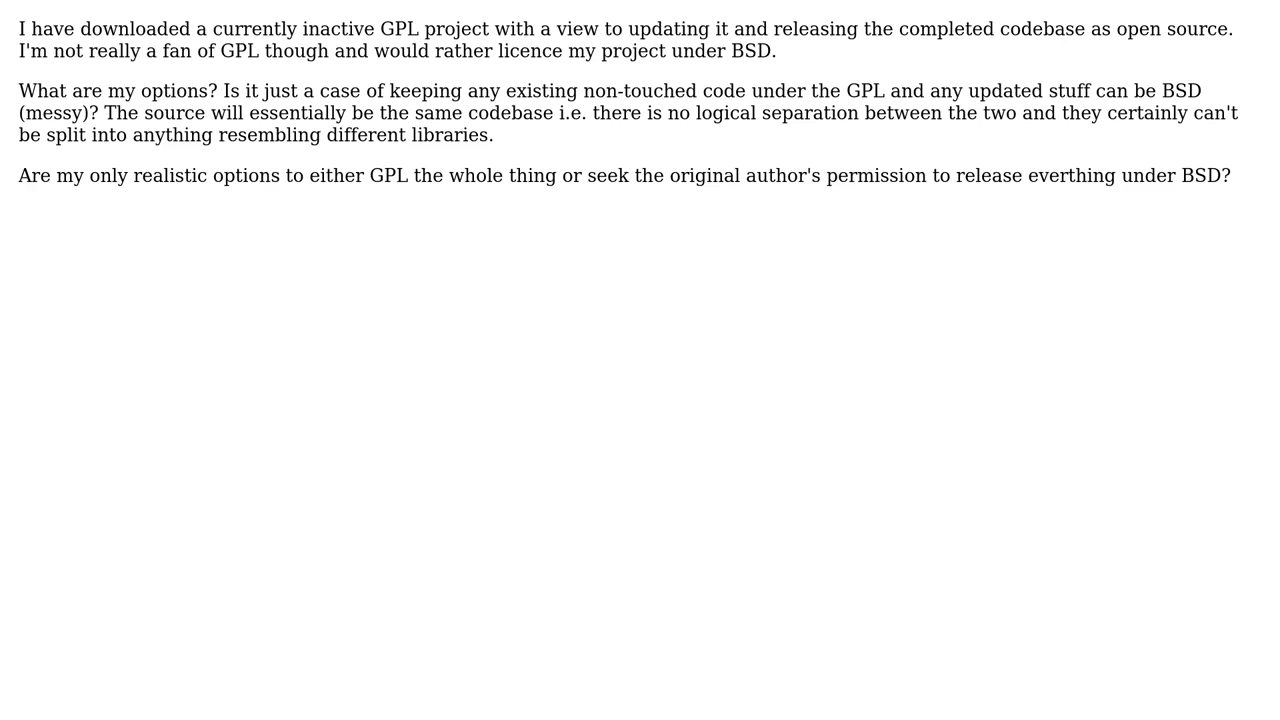 I have downloaded a currently inactive GPL project with a view to updating it and releasing the completed codebase as open source.
I'm not really a fan of GPL though and would rather licence my project under BSD.
What are my options? Is it just a case of keeping any existing non-touched code under the GPL and any updated stuff can be BSD
(messy)? The source will essentially be the same codebase i.e. there is no logical separation between the two and they certainly can't
be split into anything resembling different libraries.
Are my only realistic options to either GPL the whole thing or seek the original author's permission to release everthing under BSD?